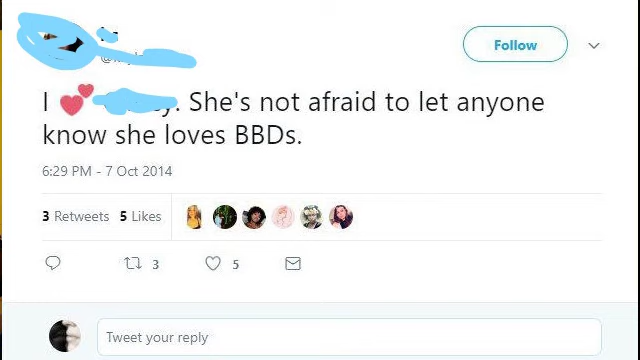 Follow
I 💕 . She's not afraid to let anyone
know she loves BBDs.
6:29 PM - 7 Oct 2014
3 Retweets 5 Likes
3 5
Tweet your reply